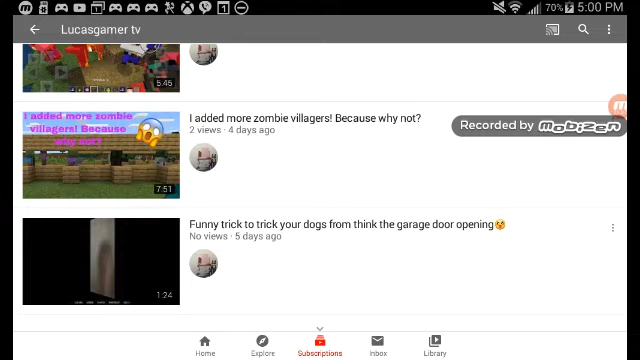 70% 5:00 PM
Lucasgamer tv
5:45
I added more zombie
villagers! Because
why not?
7:51
I added more zombie villagers! Because why not?
2 views · 4 days ago
Recorded by mobizen
1:24
Funny trick to trick your dogs from think the garage door opening
No views · 5 days ago
Home Explore Subscriptions Inbox Library